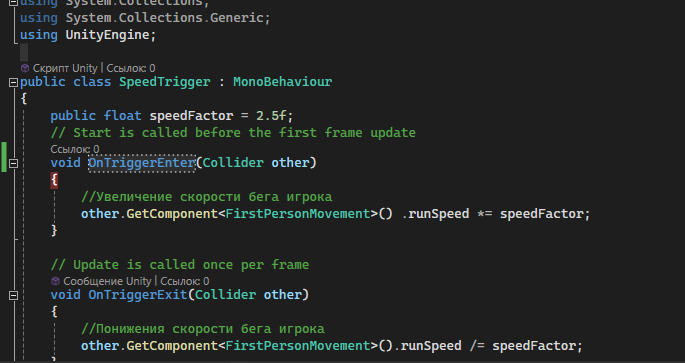 using System.Collections;
using System.Collections.Generic;
using UnityEngine;
Скрипт Unity | Ссылок: 0
public class SpeedTrigger : MonoBehaviour
{
public float speedFactor = 2.5f;
// Start is called before the first frame update
Ссылок: 0
void OnTriggerEnter(Collider other)
{
//Увеличение скорости бега игрока
other.GetComponent<FirstPersonMovement>() .runSpeed *= speedFactor;
}
// Update is called once per frame
Сообщение Unity | Ссылок: 0
void OnTriggerExit(Collider other)
{
//Понижения скорости бега игрока
other.GetComponent<FirstPersonMovement>().runSpeed /= speedFactor;
}